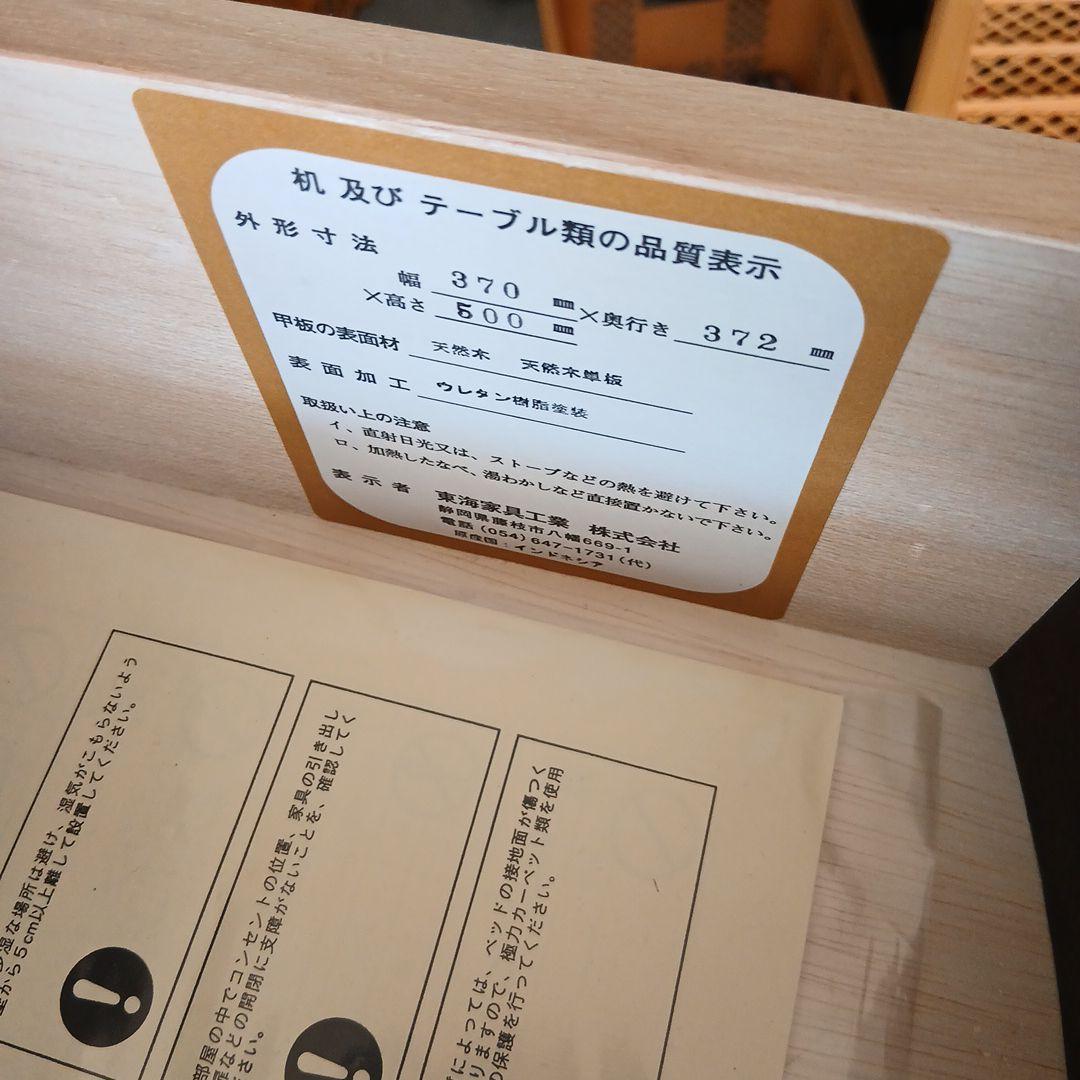 机 及び テーブル類の品質表示
外形寸法
幅 370 ㎜ ×奥行き 372 ㎜
×高さ 500 ㎜
甲板の表面材 天然木 天然木単板
表面加工 ウレタン樹脂塗装
取扱い上の注意
イ、直射日光又は、ストーブなどの熱を避けて下さい。
ロ、加熱したなべ、湯わかしなど直接置かないで下さい。
表示者 東海家具工業 株式会社
静岡県藤枝市八幡669-1
電話 (054) 647-1731 (代)
原産国:インドネシア
湿な場所は避け、湿気がこもらないよう
から5cm以上離して設置してください。
部屋の中でコンセントの位置、家具の引き出し
扉などの開閉に支障がないことを、確認してく
ださい。
によっては、ベッドの接地面が傷つく
りますので、極力カーペット類を使用
の保護を行ってください。